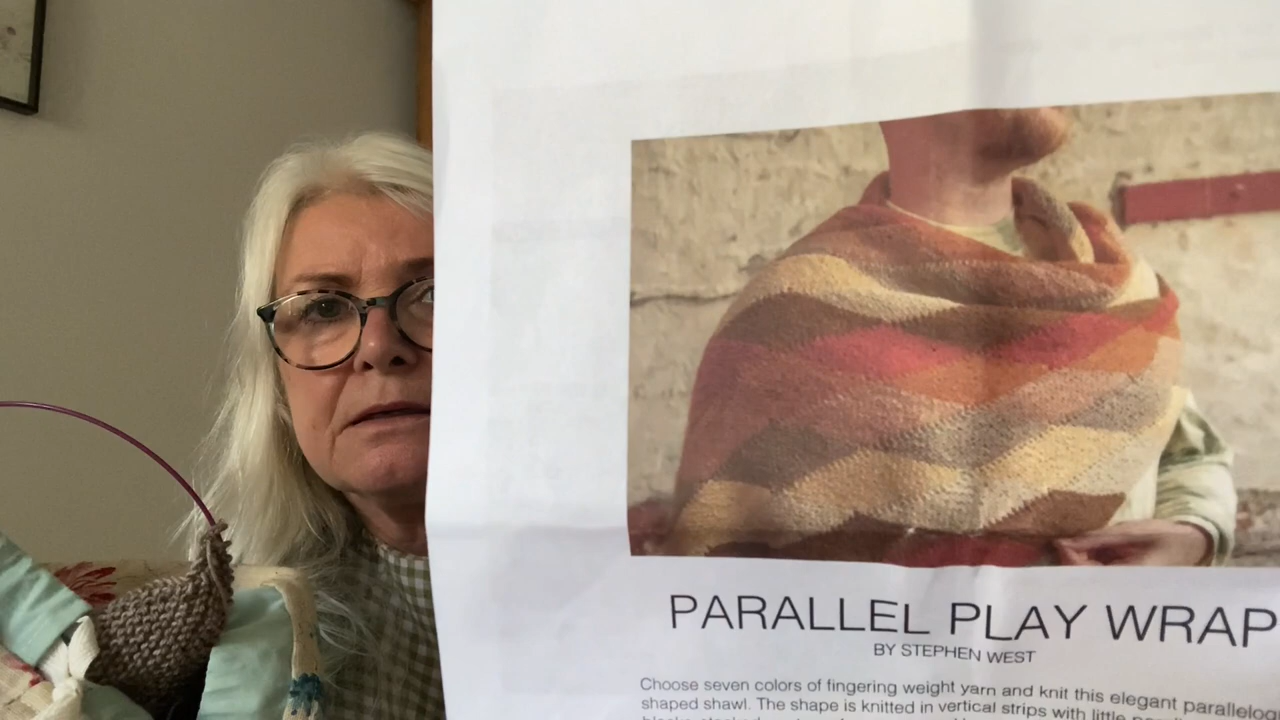 PARALLEL PLAY WRAP
BY STEPHEN WEST
Choose seven colors of fingering weight yarn and knit this elegant
shaped shawl. The shape is knitted in vertical strips with little